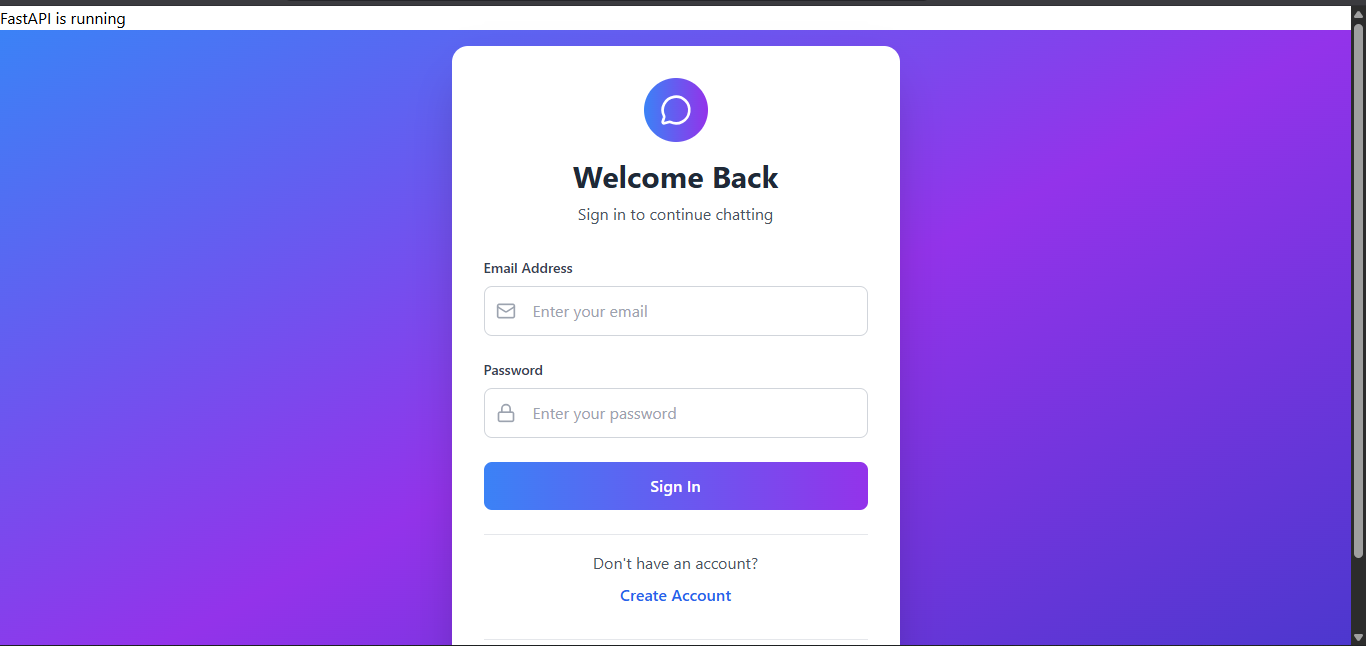 FastAPI is running
Welcome Back
Sign in to continue chatting
Email Address
Enter your email
Password
Enter your password
Sign In
Don't have an account?
Create Account